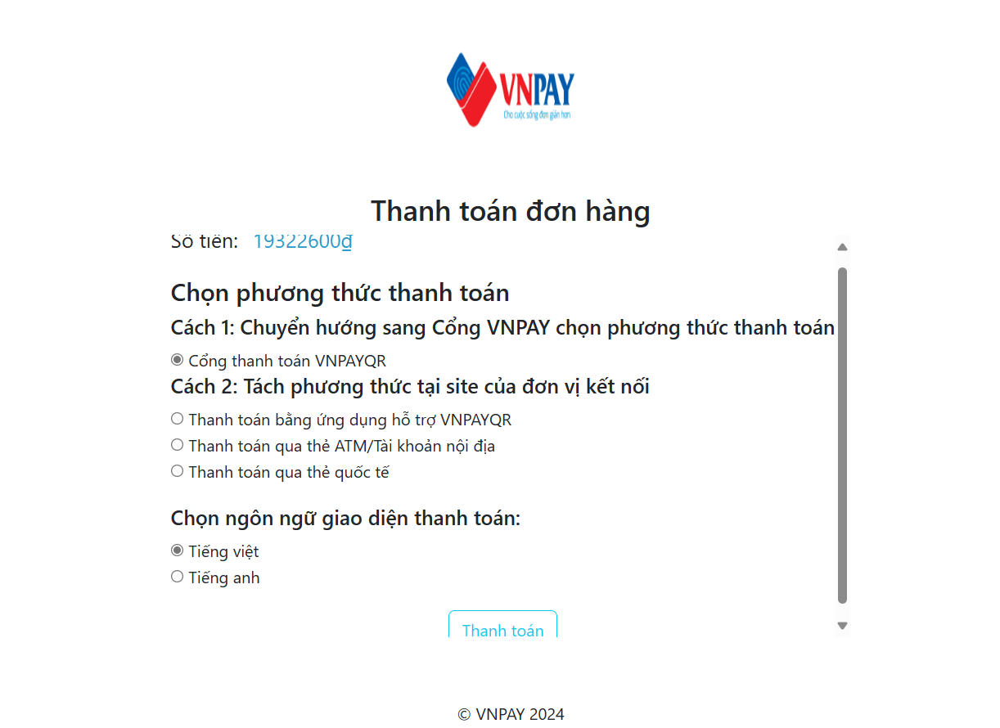 VNPAY
Cho cuộc sống đơn giản hơn
Thanh toán đơn hàng
Số tiền: 19322600₫
Chọn phương thức thanh toán
Cách 1: Chuyển hướng sang Cổng VNPAY chọn phương thức thanh toán
Cổng thanh toán VNPAYQR
Cách 2: Tách phương thức tại site của đơn vị kết nối
Thanh toán bằng ứng dụng hỗ trợ VNPAYQR
Thanh toán qua thẻ ATM/Tài khoản nội địa
Thanh toán qua thẻ quốc tế
Chọn ngôn ngữ giao diện thanh toán:
Tiếng việt
Tiếng anh
Thanh toán
© VNPAY 2024